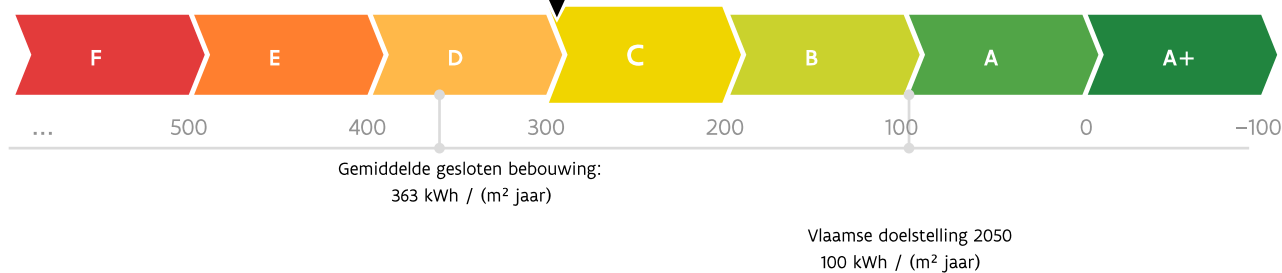 F E D C B A A+
... 500 400 300 200 100 0 −100
Gemiddelde gesloten bebouwing:
363 kWh / (m² jaar)
Vlaamse doelstelling 2050
100 kWh / (m² jaar)